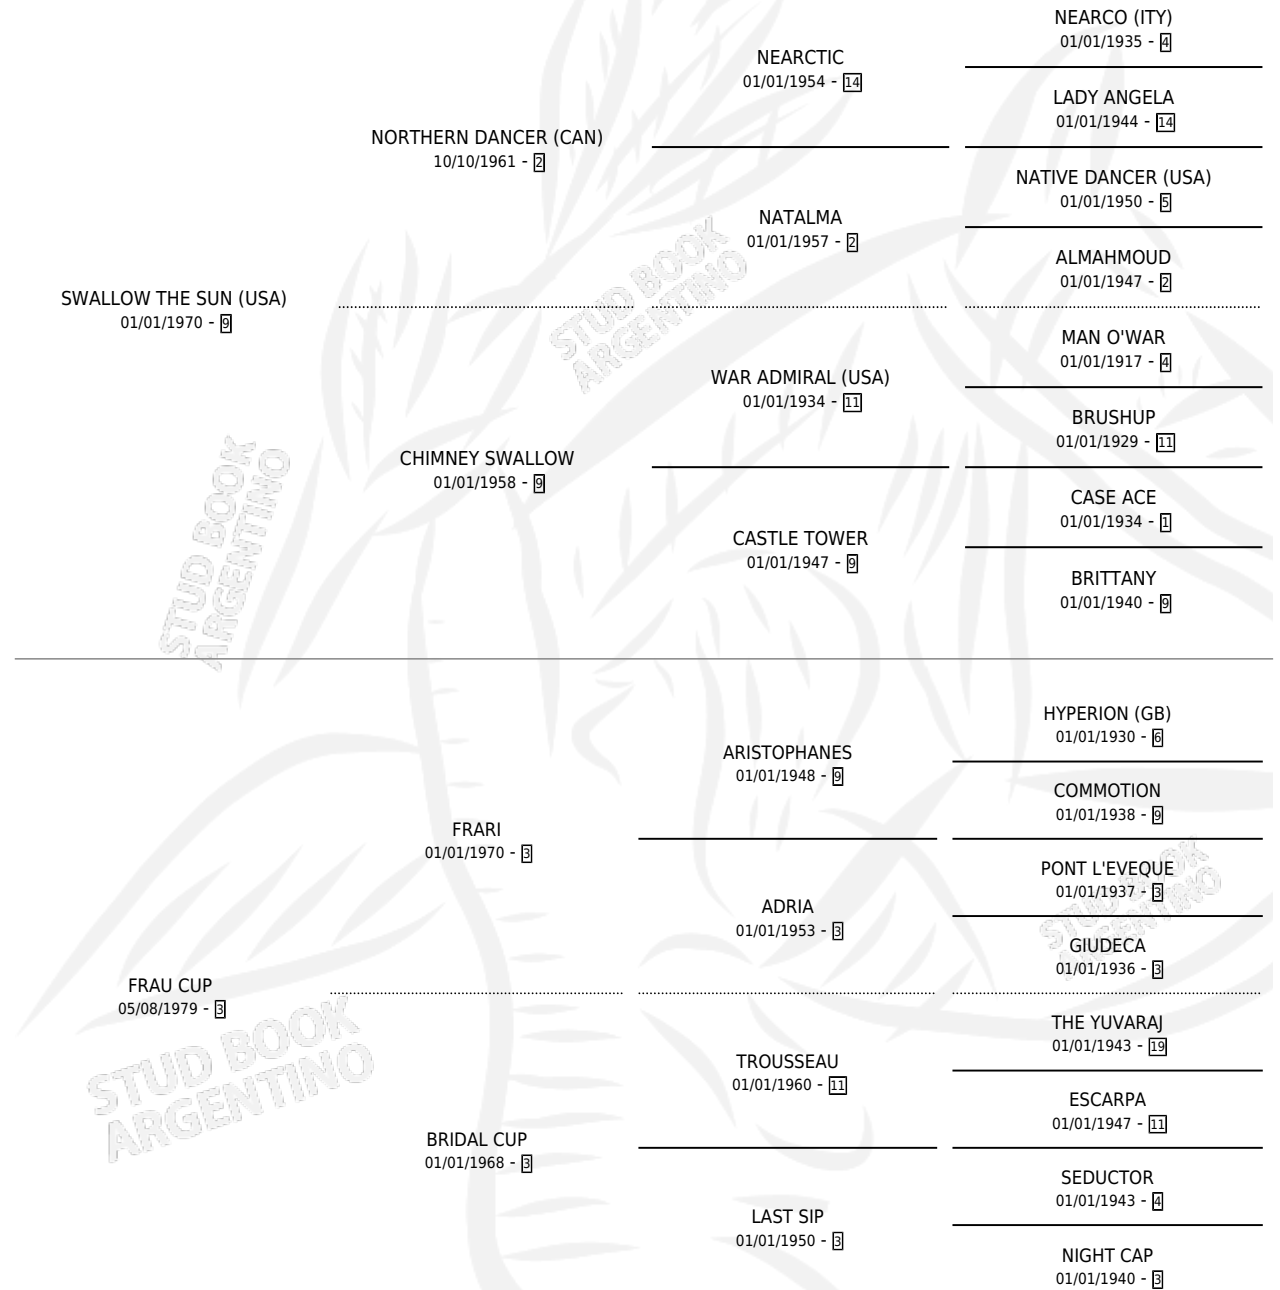 SWALLOW THE SUN (USA)
01/01/1970 - 9
NORTHERN DANCER (CAN)
10/10/1961 - 2
CHIMNEY SWALLOW
01/01/1958 - 9
NEARCTIC
01/01/1954 - 14
NATALMA
01/01/1957 - 2
WAR ADMIRAL (USA)
01/01/1934 - 11
CASTLE TOWER
01/01/1947 - 9
NEARCO (ITY)
01/01/1935 - 4
LADY ANGELA
01/01/1944 - 14
NATIVE DANCER (USA)
01/01/1950 - 5
ALMAHMOUD
01/01/1947 - 2
MAN O'WAR
01/01/1917 - 4
BRUSHUP
01/01/1929 - 11
CASE ACE
01/01/1934 - 1
BRITTANY
01/01/1940 - 9
FRAU CUP
05/08/1979 - 3
FRARI
01/01/1970 - 3
BRIDAL CUP
01/01/1968 - 3
ARISTOPHANES
01/01/1948 - 9
ADRIA
01/01/1953 - 3
TROUSSEAU
01/01/1960 - 11
LAST SIP
01/01/1950 - 3
HYPERION (GB)
01/01/1930 - 6
COMMOTION
01/01/1938 - 9
PONT L'EVEQUE
01/01/1937 - 3
GIUDECA
01/01/1936 - 3
THE YUVARAJ
01/01/1943 - 19
ESCARPA
01/01/1947 - 11
SEDUCTOR
01/01/1943 - 4
NIGHT CAP
01/01/1940 - 3
STUD BOOK
ARGENTINO
STUD BOOK
ARGENTINO
STUD BOOK
ARGENTINO
STUD BOOK
ARGENTINO